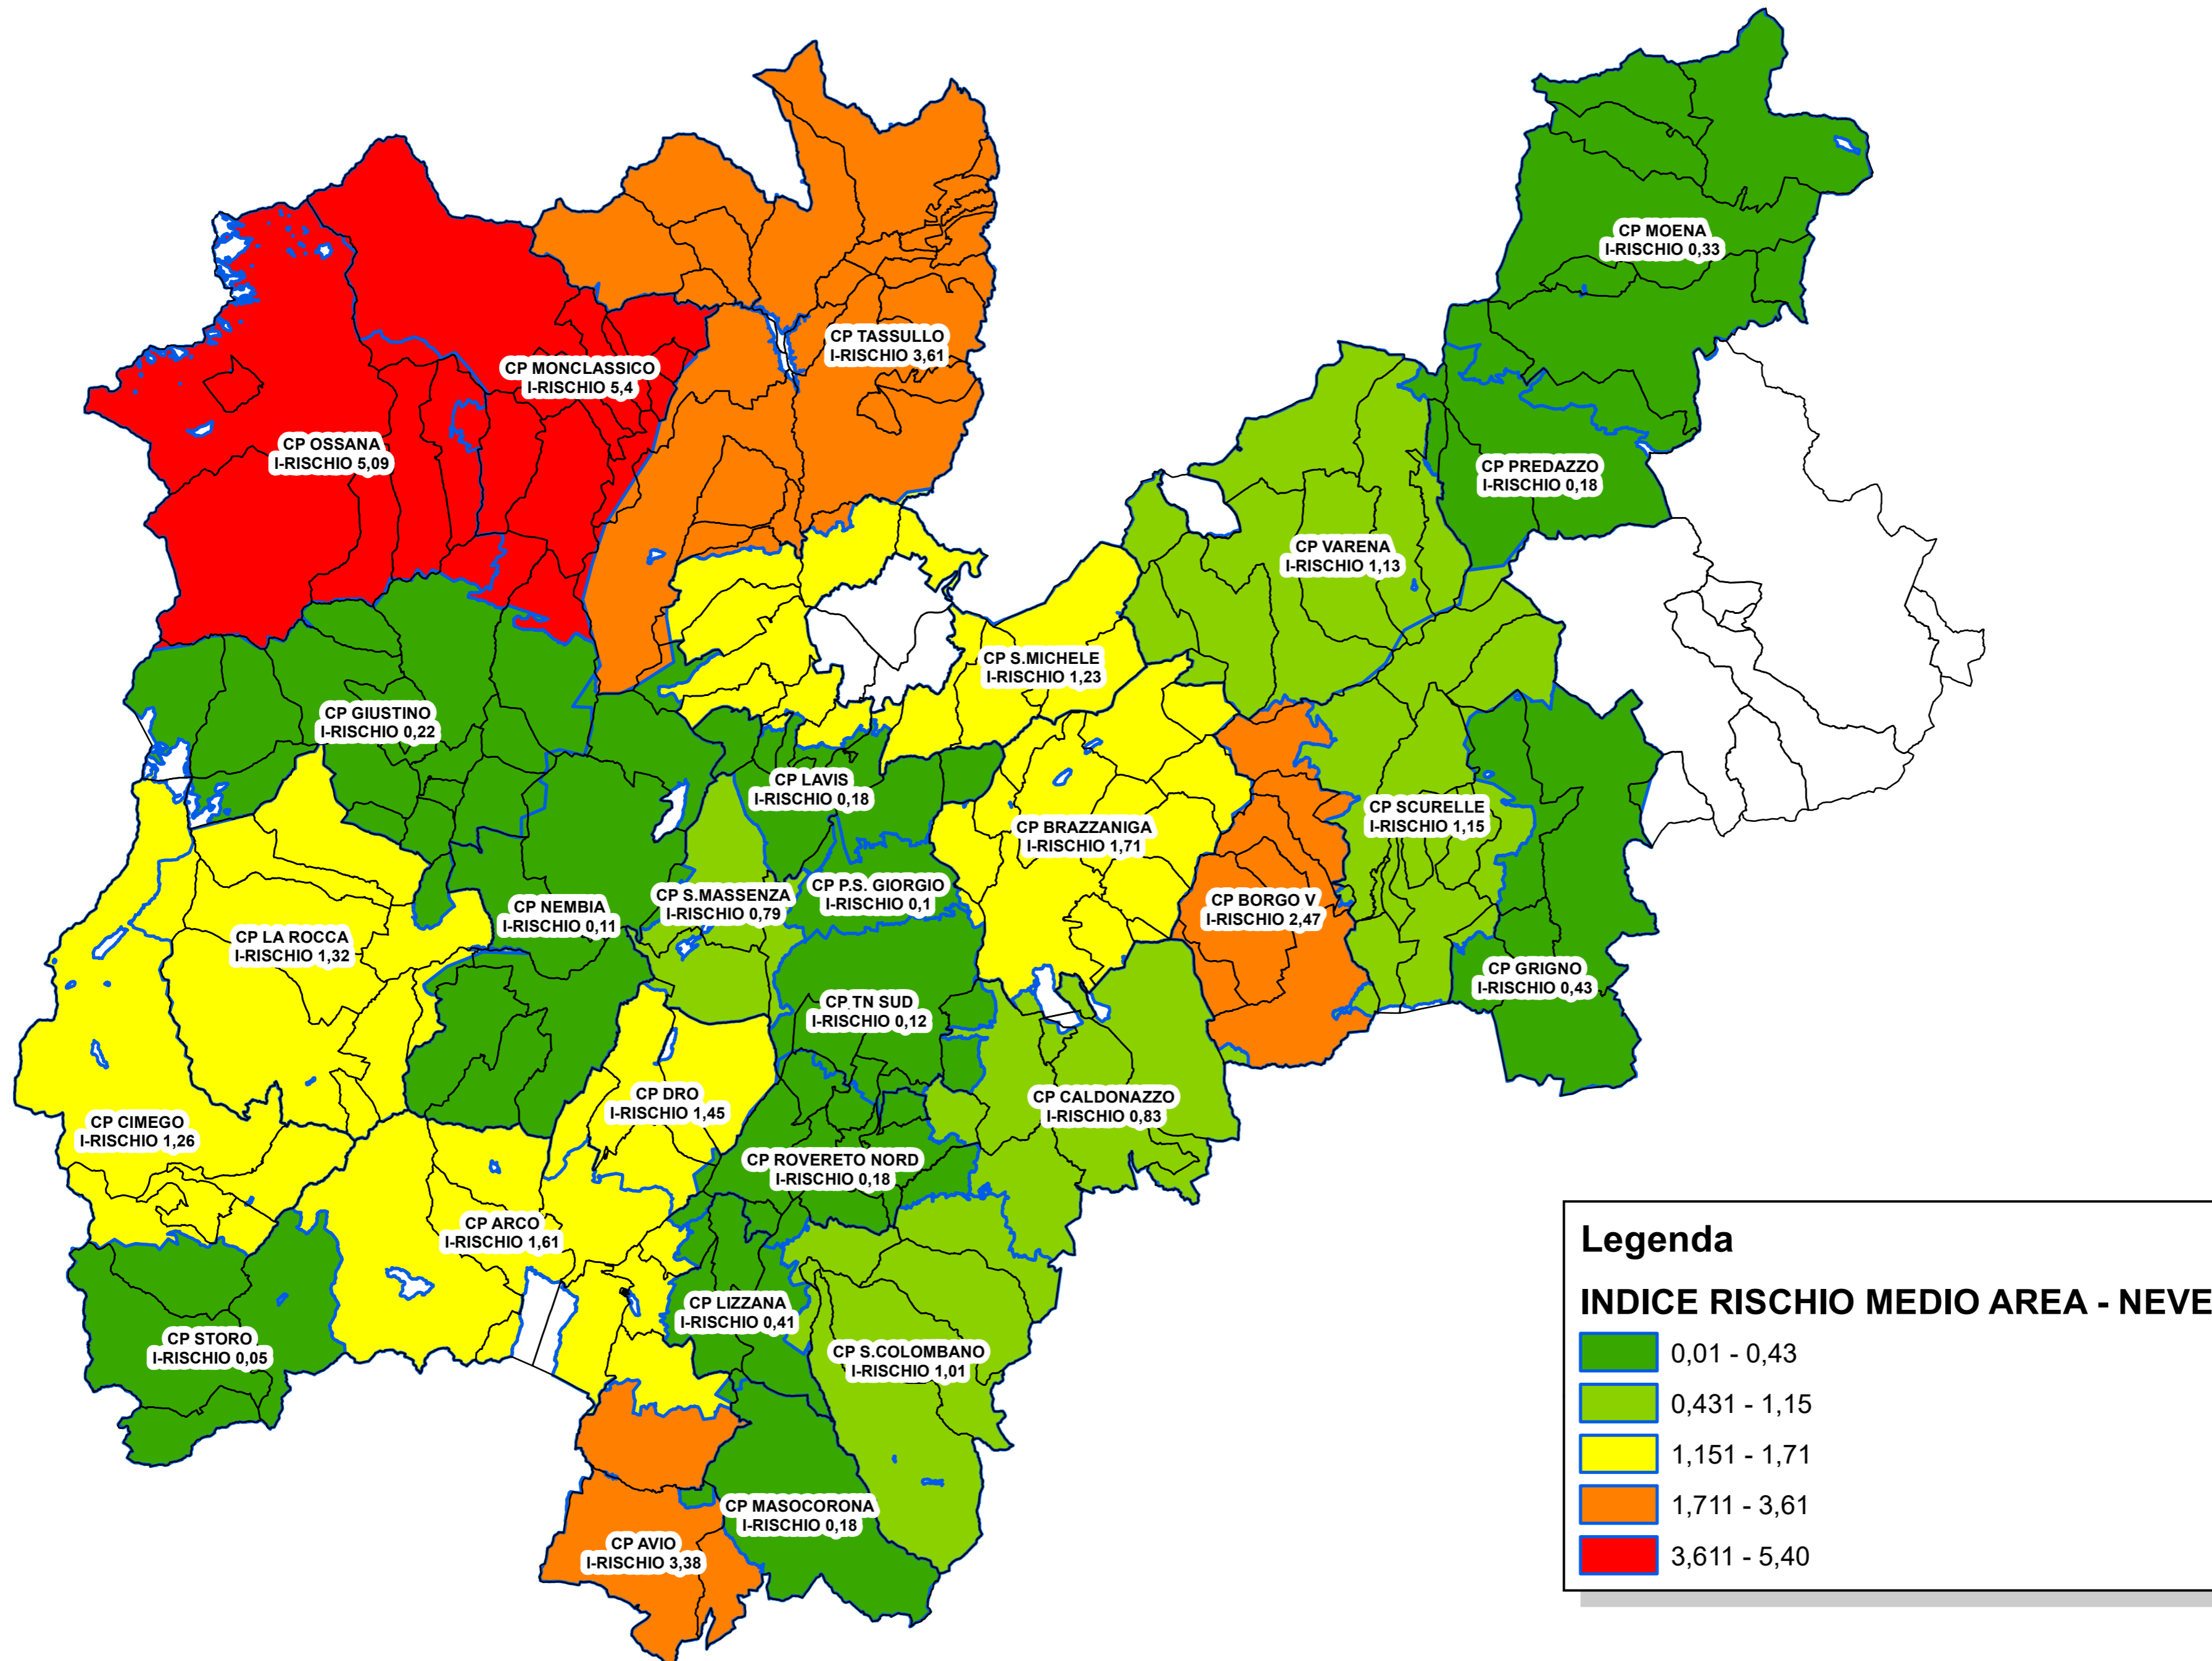 CP MOENA
I-RISCHIO 0,33
CP TASSULLO
I-RISCHIO 3,61
CP MONCLASSICO
I-RISCHIO 5,4
CP OSSANA
I-RISCHIO 5,09
CP PREDAZZO
I-RISCHIO 0,18
CP VARENA
I-RISCHIO 1,13
CP S.MICHELE
I-RISCHIO 1,23
CP GIUSTINO
I-RISCHIO 0,22
CP LAVIS
I-RISCHIO 0,18
CP SCURELLE
I-RISCHIO 1,15
CP BRAZZANIGA
I-RISCHIO 1,71
CP P.S. GIORGIO
I-RISCHIO 0,1
CP S.MASSENZA
I-RISCHIO 0,79
CP BORGO V
I-RISCHIO 2,47
CP NEMBIA
I-RISCHIO 0,11
CP LA ROCCA
I-RISCHIO 1,32
CP GRIGNO
I-RISCHIO 0,43
CP TN SUD
I-RISCHIO 0,12
CP DRO
I-RISCHIO 1,45
CP CALDONAZZO
I-RISCHIO 0,83
CP CIMEGO
I-RISCHIO 1,26
CP ROVERETO NORD
I-RISCHIO 0,18
CP ARCO
I-RISCHIO 1,61
CP LIZZANA
I-RISCHIO 0,41
CP STORO
I-RISCHIO 0,05
CP S.COLOMBANO
I-RISCHIO 1,01
CP MASOCORONA
I-RISCHIO 0,18
CP AVIO
I-RISCHIO 3,38
Legenda
INDICE RISCHIO MEDIO AREA - NEVE
0,01 - 0,43
0,431 - 1,15
1,151 - 1,71
1,711 - 3,61
3,611 - 5,40